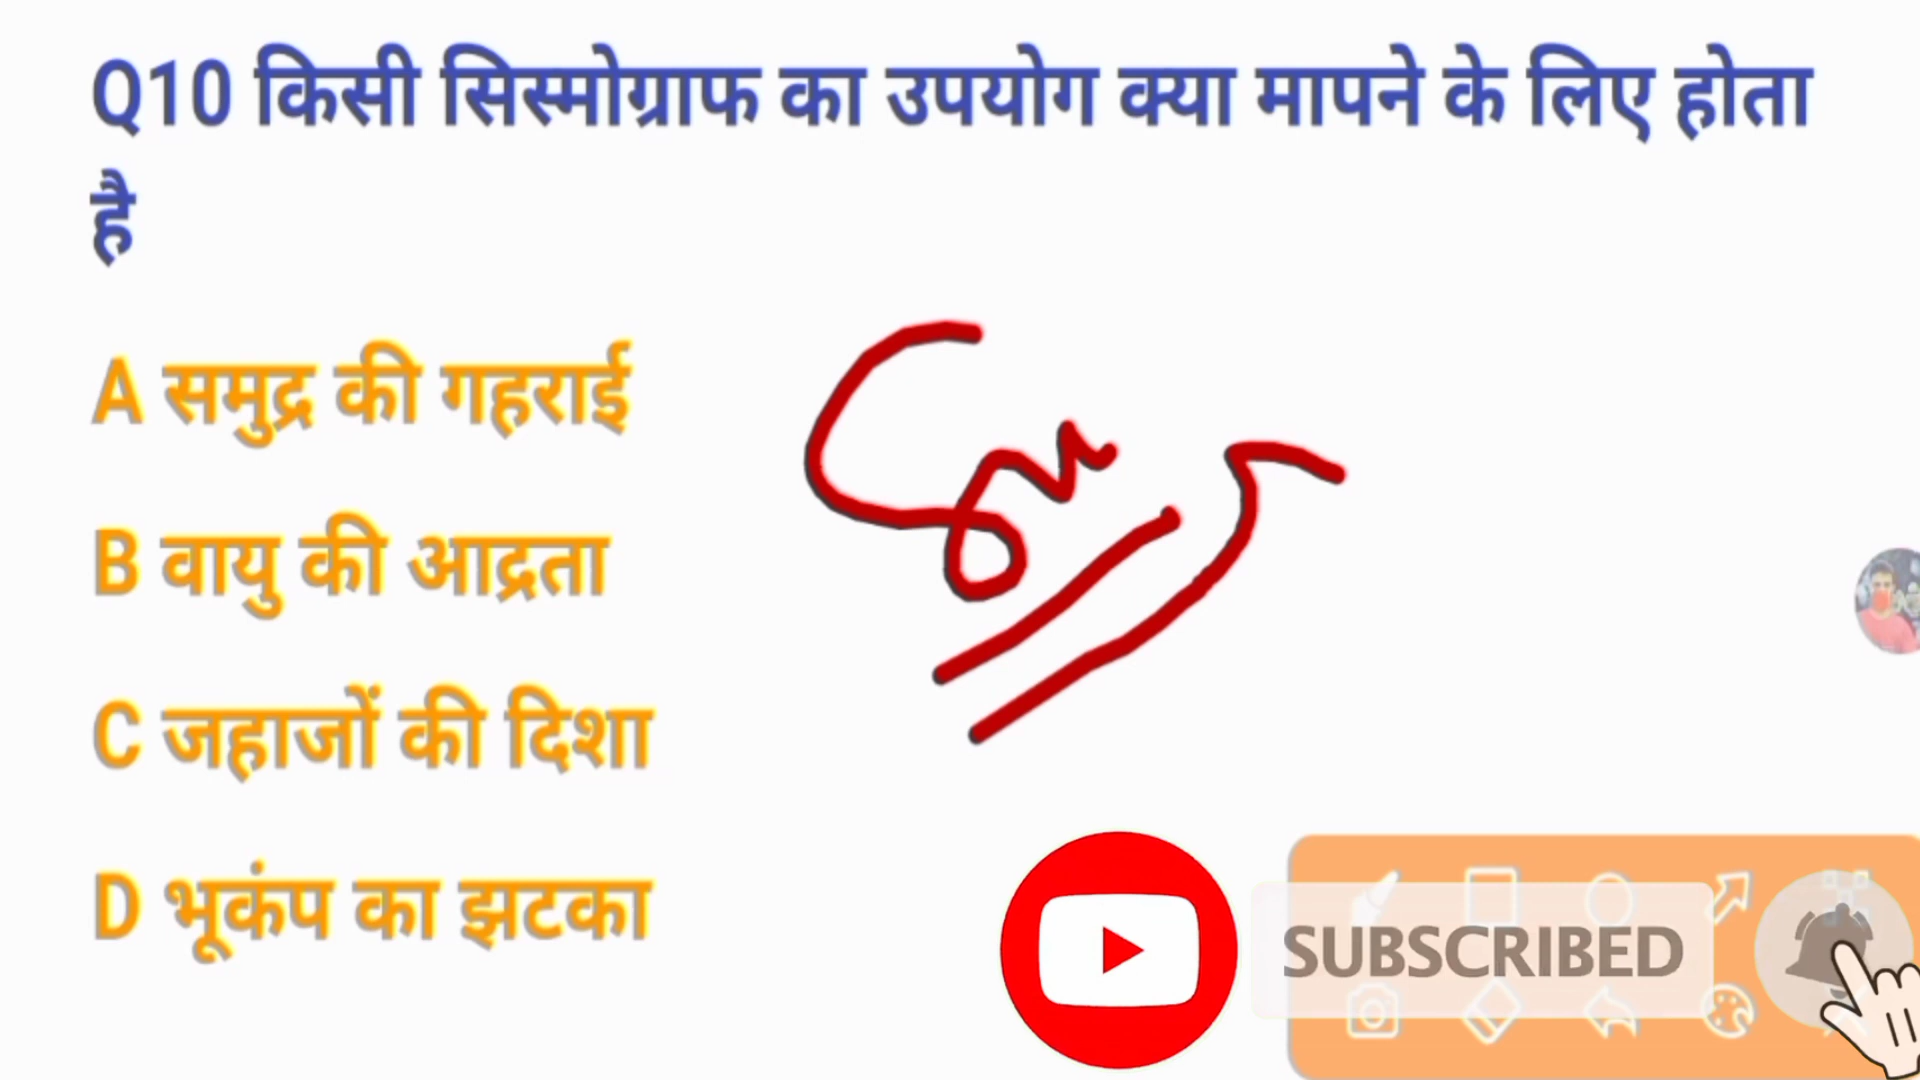 Q10 किसी सिस्मोग्राफ का उपयोग क्या मापने के लिए होता
है
A समुद्र की गहराई
B वायु की आद्रता
C जहाजों की दिशा
D भूकंप का झटका
SUBSCRIBED